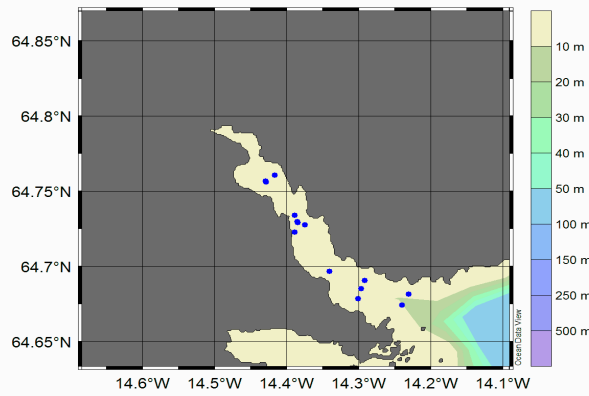 64.85°N
64.8°N
64.75°N
64.7°N
64.65°N
14.6°W
14.5°W
14.4°W
14.3°W
14.2°W
14.1°W
10 m
20 m
30 m
40 m
50 m
100 m
150 m
250 m
500 m
Ocean Data View